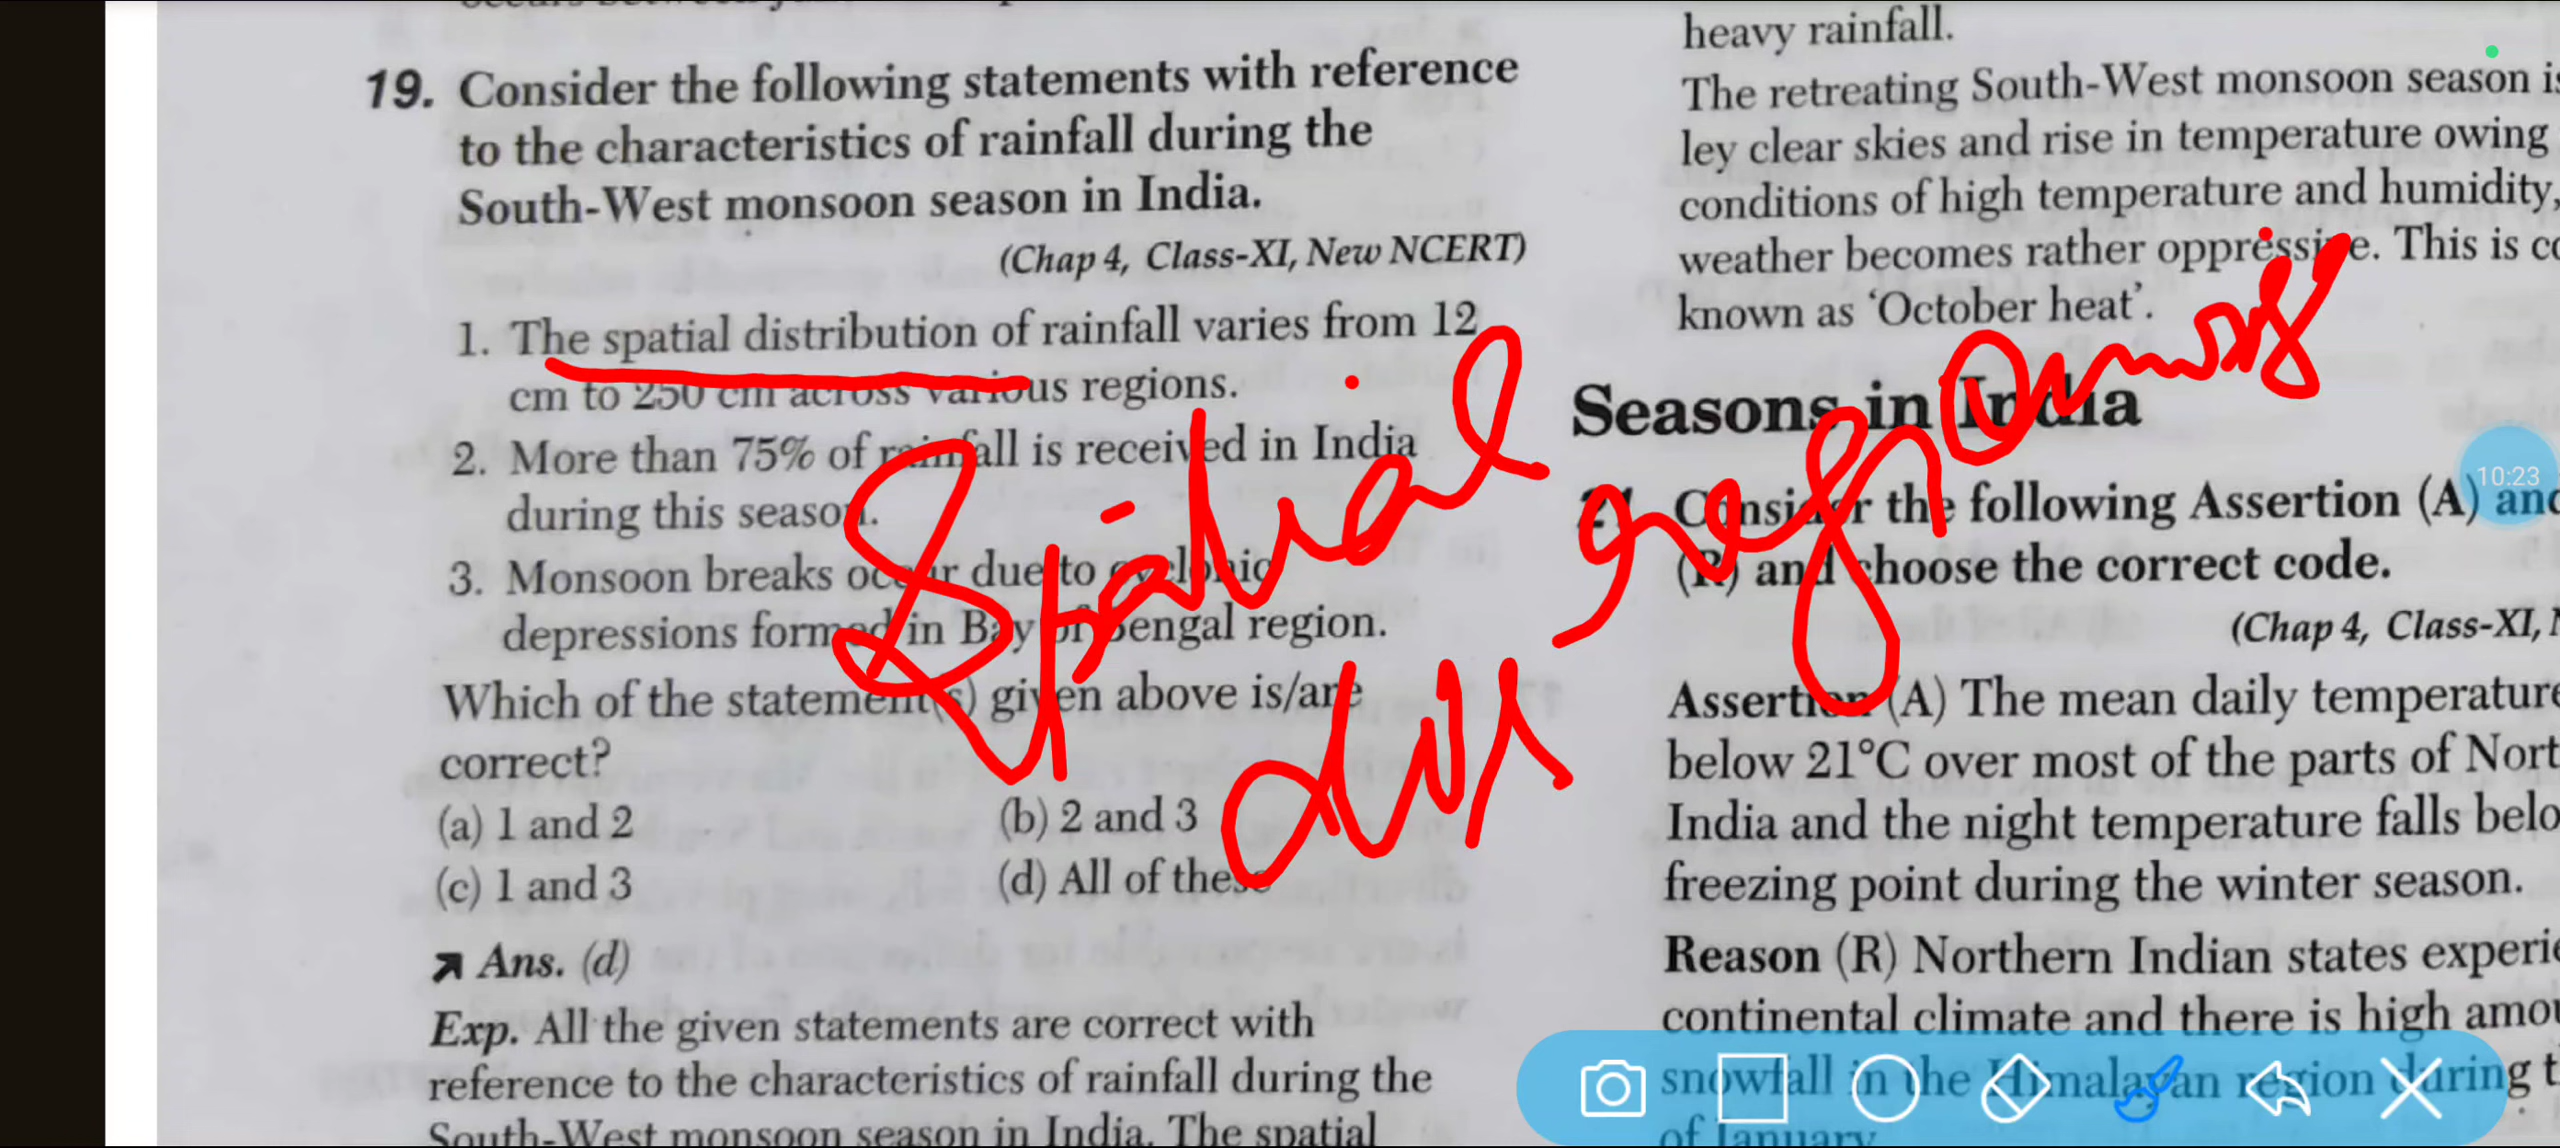 19. Consider the following statements with reference
to the characteristics of rainfall during the
South-West monsoon season in India.
(Chap 4, Class-XI, New NCERT)
1. The spatial distribution of rainfall varies from 12
cm to 250 cm across various regions.
2. More than 75% of rainfall is received in India
during this season.
3. Monsoon breaks occur due to cyclonic
depressions formed in Bay of Bengal region.
Which of the statement(s) given above is/are
correct?
(a) 1 and 2
(b) 2 and 3
(c) 1 and 3
(d) All of these
Ans. (d)
Exp. All the given statements are correct with
reference to the characteristics of rainfall during the
South-West monsoon season in India. The spatial
Spatial
heavy rainfall.
The retreating South-West monsoon season is
ley clear skies and rise in temperature owing
conditions of high temperature and humidity,
weather becomes rather oppressive. This is co
known as ‘October heat’.
Seasons in India
10:23
21. Consider the following Assertion (A) and
(R) and choose the correct code.
(Chap 4, Class-XI, N
Assertion (A) The mean daily temperature
below 21°C over most of the parts of Nort
India and the night temperature falls belo
freezing point during the winter season.
Reason (R) Northern Indian states experie
continental climate and there is high amou
snowfall in the Himalayan region during t
of January